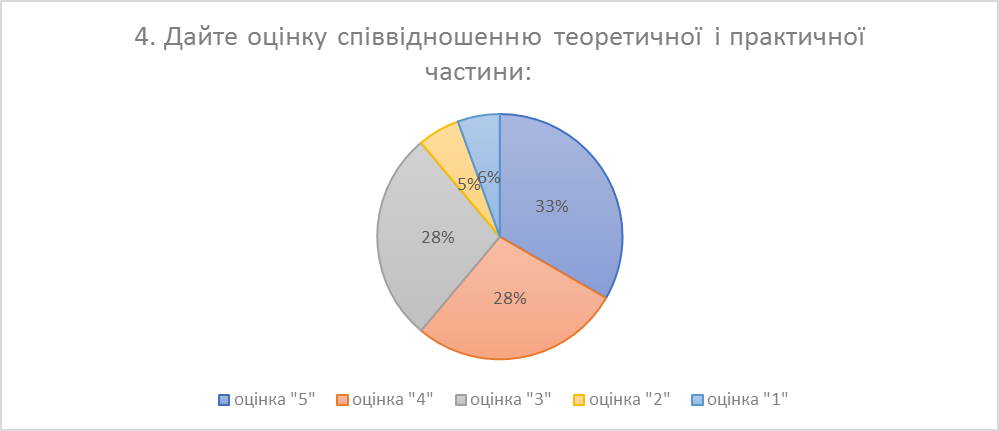 4. Дайте оцінку співвідношенню теоретичної і практичної
частини:
6%
5%
33%
28%
28%
оцінка "5" оцінка "4" оцінка "3" оцінка "2" оцінка "1"